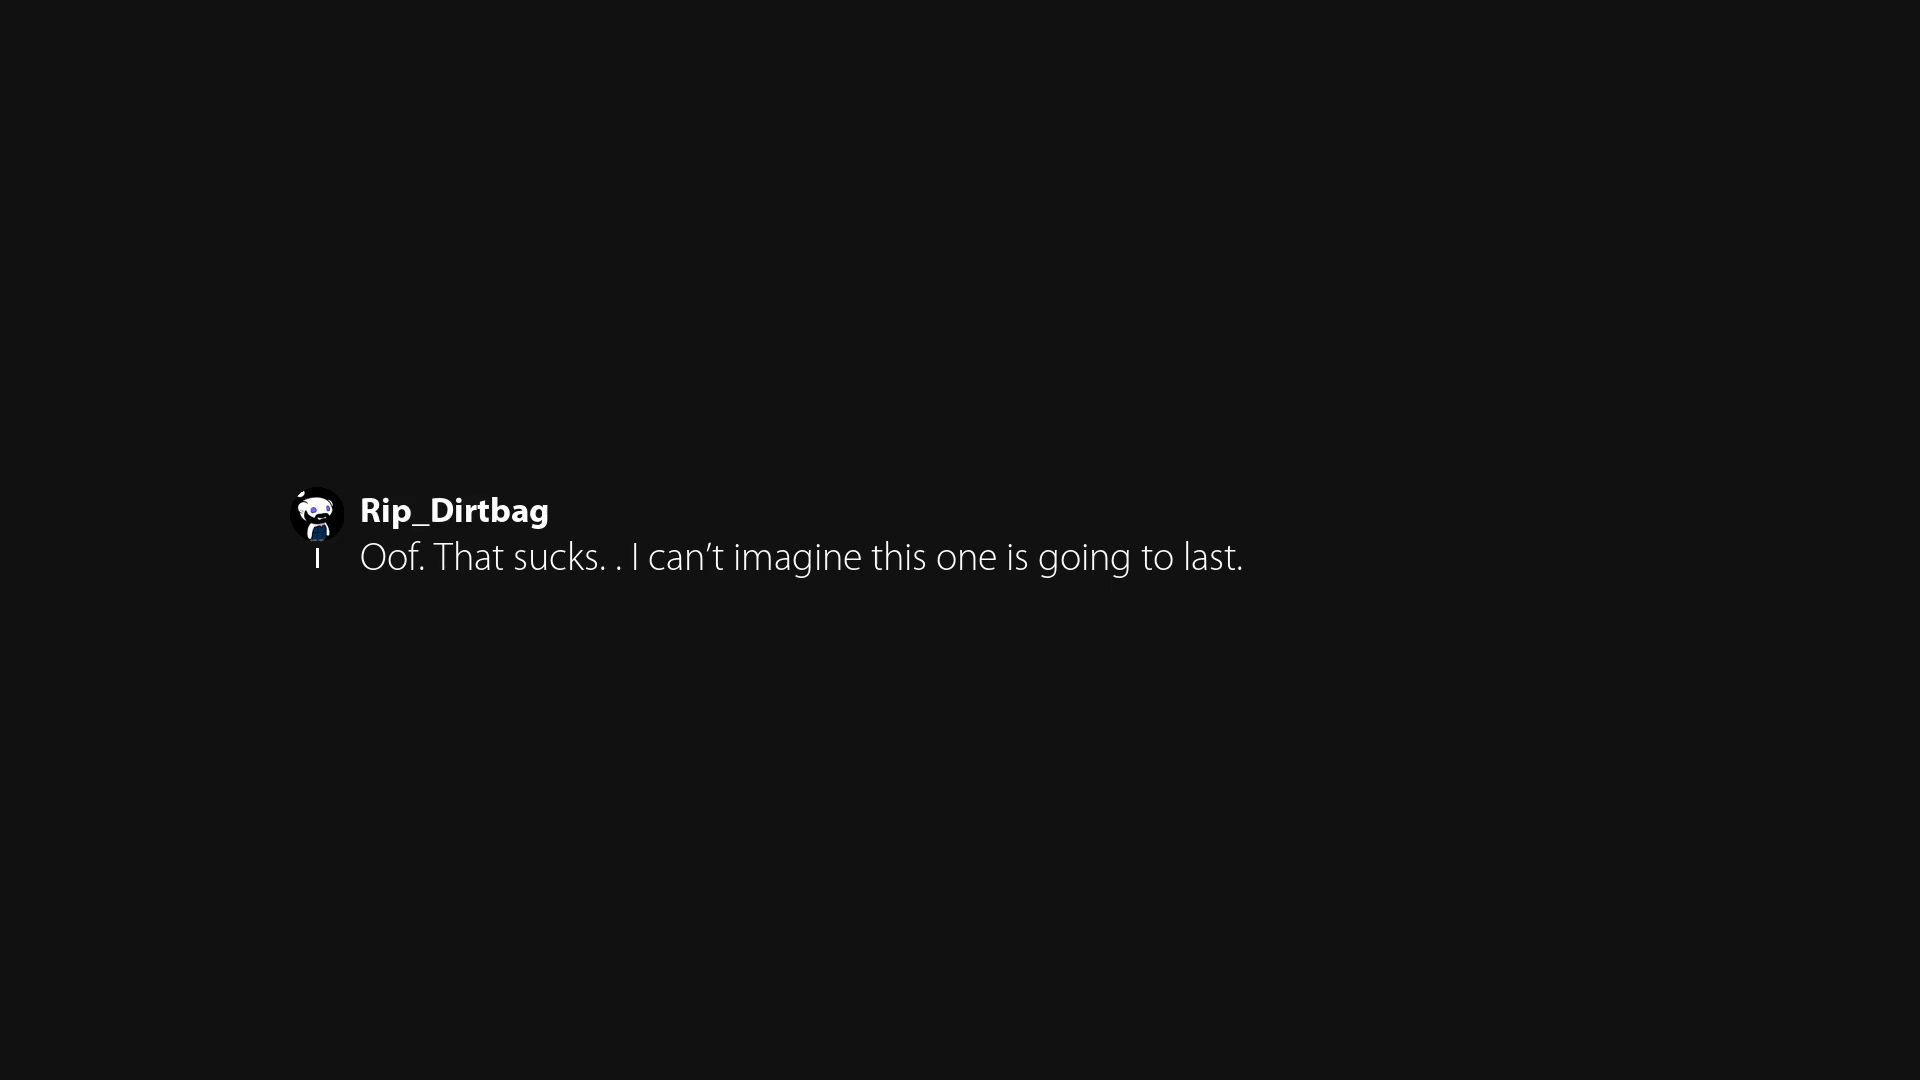 Rip_Dirtbag
Oof. That sucks. . I can’t imagine this one is going to last.